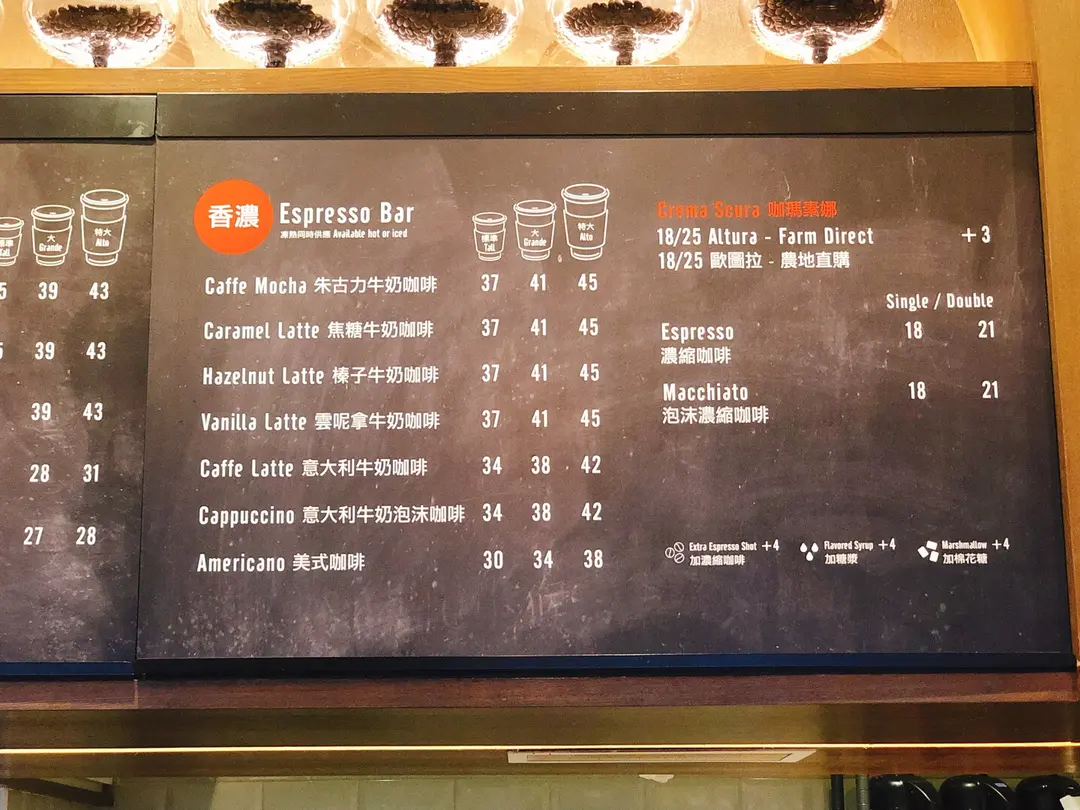 標準 Tall
大 Grande
特大 Alto
39 43
39 43
39 43
28 31
27 28
香濃 Espresso Bar
凍熱同時供應 Available hot or iced
標準 Tall
大 Grande
特大 Alto
Caffe Mocha 朱古力牛奶咖啡 37 41 45
Caramel Latte 焦糖牛奶咖啡 37 41 45
Hazelnut Latte 榛子牛奶咖啡 37 41 45
Vanilla Latte 雲呢拿牛奶咖啡 37 41 45
Caffe Latte 意大利牛奶咖啡 34 38 42
Cappuccino 意大利牛奶泡沫咖啡 34 38 42
Americano 美式咖啡 30 34 38
Crema Scura 咖瑪素娜
18/25 Altura - Farm Direct +3
18/25 歐圖拉 - 農地直購
Single / Double
Espresso 18 21
濃縮咖啡
Macchiato 18 21
泡沫濃縮咖啡
Extra Espresso Shot +4
加濃縮咖啡
Flavored Syrup +4
加糖漿
Marshmallow +4
加棉花糖